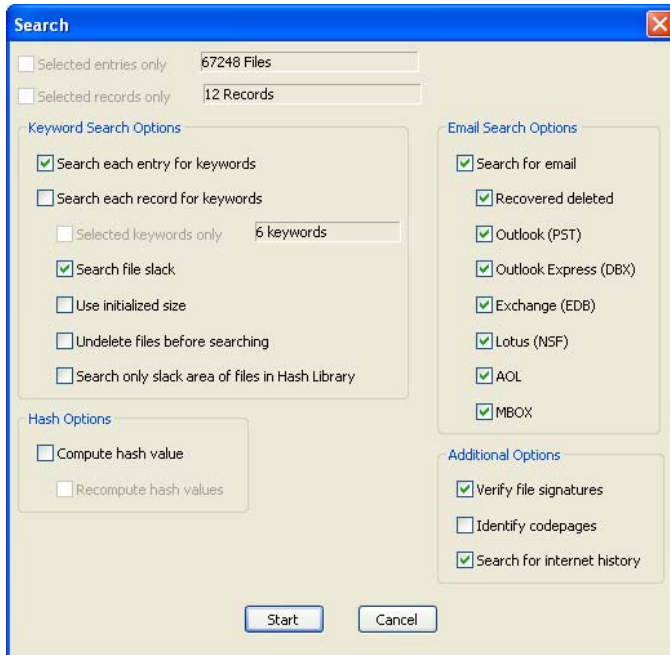 Search
Selected entries only
67248 Files
Selected records only
12 Records
Keyword Search Options
Search each entry for keywords
Search each record for keywords
Selected keywords only
6 keywords
Search file slack
Use initialized size
Undelete files before searching
Search only slack area of files in Hash Library
Hash Options
Compute hash value
Recompute hash values
Email Search Options
Search for email
Recovered deleted
Outlook (PST)
Outlook Express (DBX)
Exchange (EDB)
Lotus (NSF)
AOL
MBOX
Additional Options
Verify file signatures
Identify codepages
Search for internet history
Start
Cancel